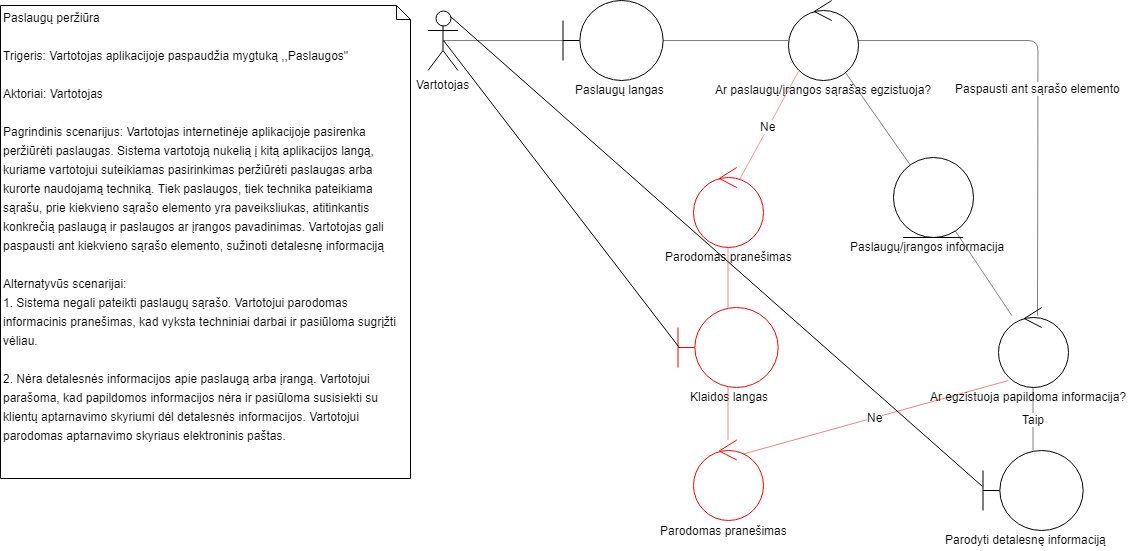 Paslaugų peržiūra
Trigeris: Vartotojas aplikacijoje paspaudžia mygtuką ,,Paslaugos"
Aktoriai: Vartotojas
Pagrindinis scenarijus: Vartotojas internetinėje aplikacijoje pasirenka
peržiūrėti paslaugas. Sistema vartotoją nukelią į kitą aplikacijos langą,
kuriame vartotojui suteikiamas pasirinkimas peržiūrėti paslaugas arba
kurorte naudojamą techniką. Tiek paslaugos, tiek technika pateikiama
sąrašu, prie kiekvieno sąrašo elemento yra paveiksliukas, atitinkantis
konkrečią paslaugą ir paslaugos ar įrangos pavadinimas. Vartotojas gali
paspausti ant kiekvieno sąrašo elemento, sužinoti detalesnę informaciją
Alternatyvūs scenarijai:
1. Sistema negali pateikti paslaugų sąrašo. Vartotojui parodomas
informacinis pranešimas, kad vyksta techniniai darbai ir pasiūloma sugrįžti
vėliau.
2. Nėra detalesnės informacijos apie paslaugą arba įrangą. Vartotojui
parašoma, kad papildomos informacijos nėra ir pasiūloma susisiekti su
klientų aptarnavimo skyriumi dėl detalesnės informacijos. Vartotojui
parodomas aptarnavimo skyriaus elektroninis paštas.
Vartotojas
Paslaugų langas
Ar paslaugų/įrangos sąrašas egzistuoja?
Paspausti ant sąrašo elemento
Ne
Parodomas pranešimas
Paslaugų/įrangos informacija
Klaidos langas
Ar egzistuoja papildoma informacija?
Ne
Taip
Parodomas pranešimas
Parodyti detalesnę informaciją